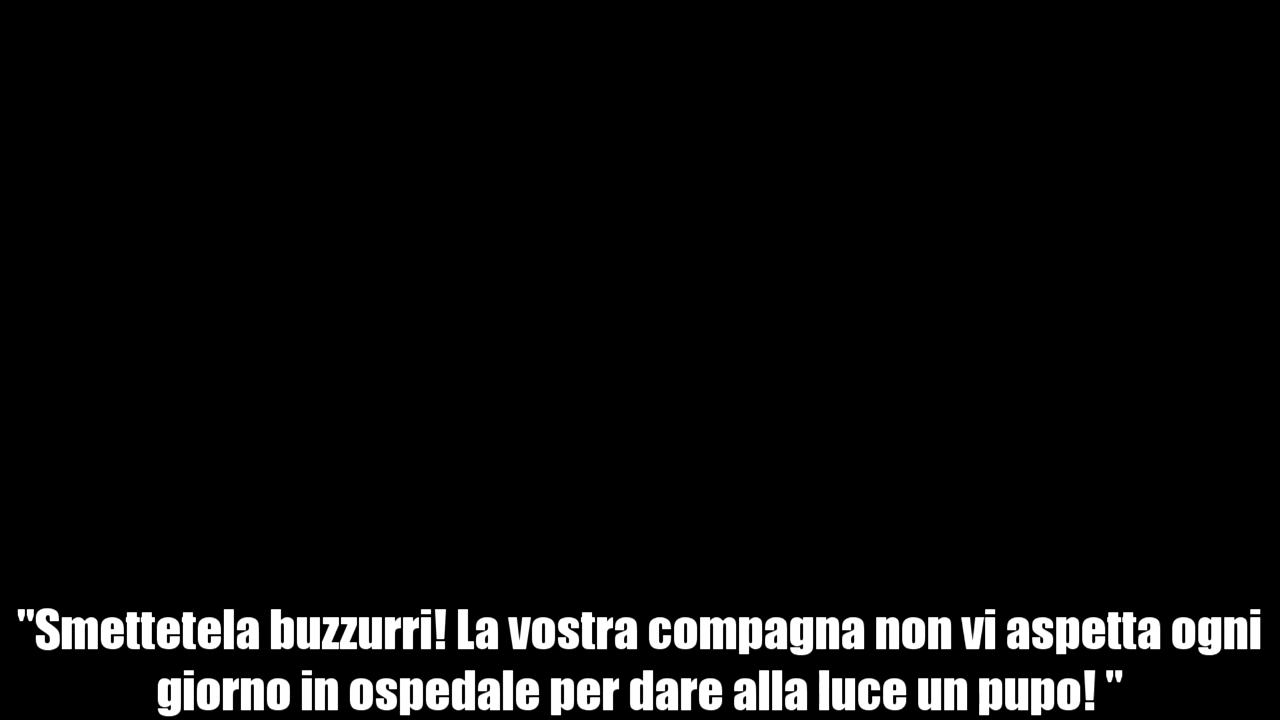 "Smettetela buzzurri! La vostra compagna non vi aspetta ogni
giorno in ospedale per dare alla luce un pupo! "